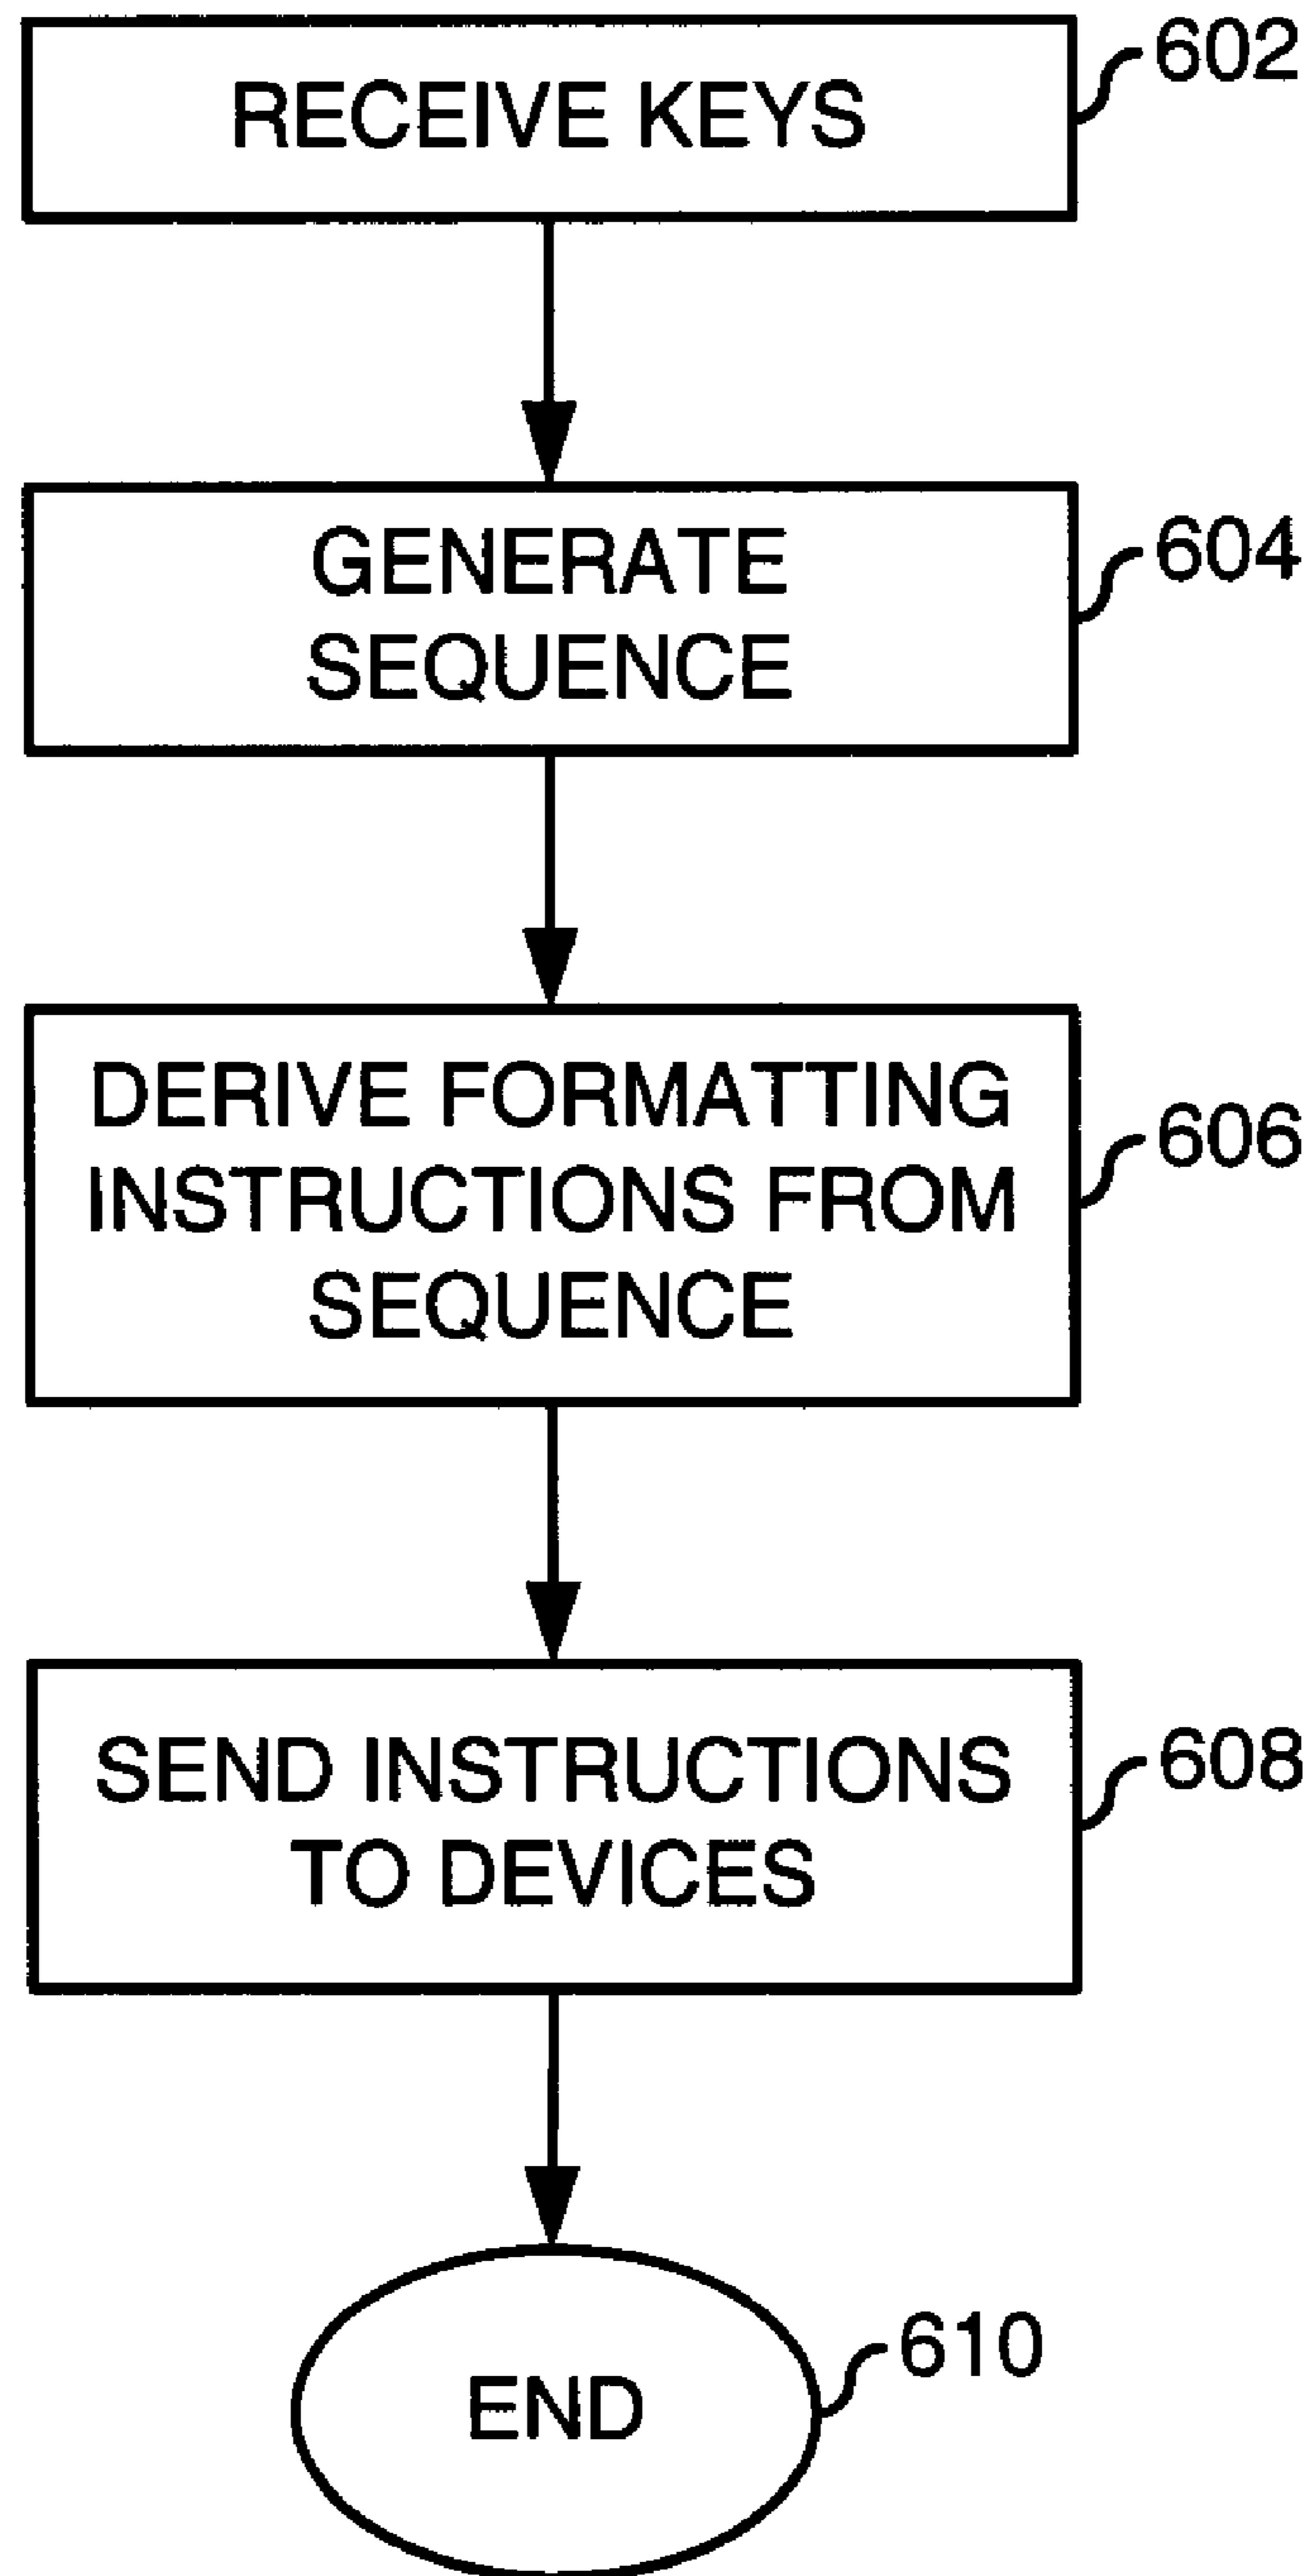 RECEIVE KEYS
602
GENERATE
SEQUENCE
604
DERIVE FORMATTING
INSTRUCTIONS FROM
SEQUENCE
606
SEND INSTRUCTIONS
TO DEVICES
608
END
610